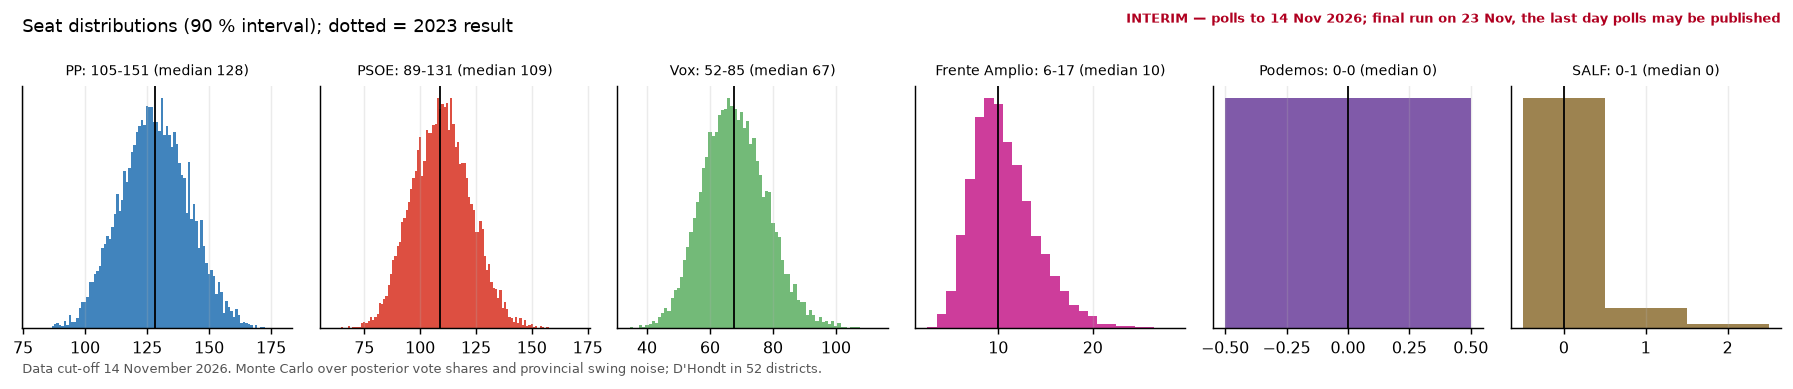 Seat distributions (90 % interval); dotted = 2023 result
INTERIM — polls to 14 Nov 2026; final run on 23 Nov, the last day polls may be published
PP: 105-151 (median 128)
PSOE: 89-131 (median 109)
Vox: 52-85 (median 67)
Frente Amplio: 6-17 (median 10)
Podemos: 0-0 (median 0)
SALF: 0-1 (median 0)
75 100 125 150 175
75 100 125 150 175
40 60 80 100
10 20
−0.50 −0.25 0.00 0.25 0.50
0 1 2
Data cut-off 14 November 2026. Monte Carlo over posterior vote shares and provincial swing noise; D'Hondt in 52 districts.